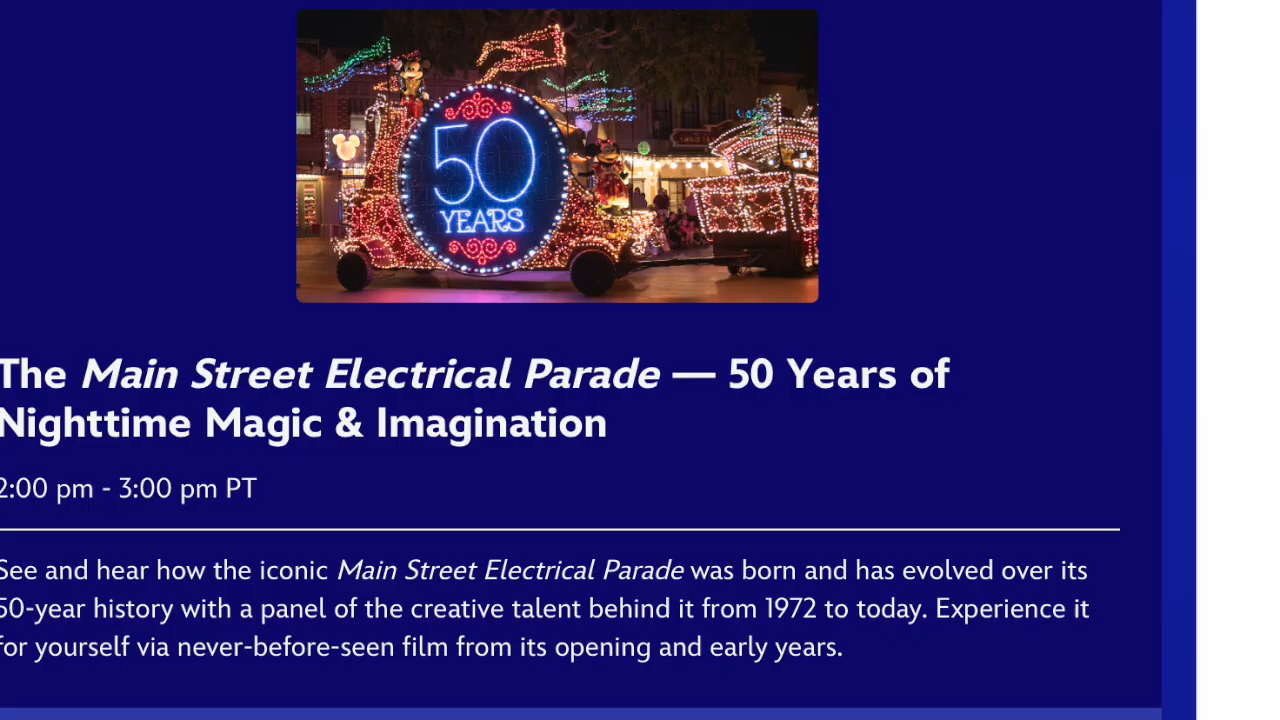 50
YEARS
The Main Street Electrical Parade — 50 Years of
Nighttime Magic & Imagination
2:00 pm - 3:00 pm PT
See and hear how the iconic Main Street Electrical Parade was born and has evolved over its
50-year history with a panel of the creative talent behind it from 1972 to today. Experience it
for yourself via never-before-seen film from its opening and early years.